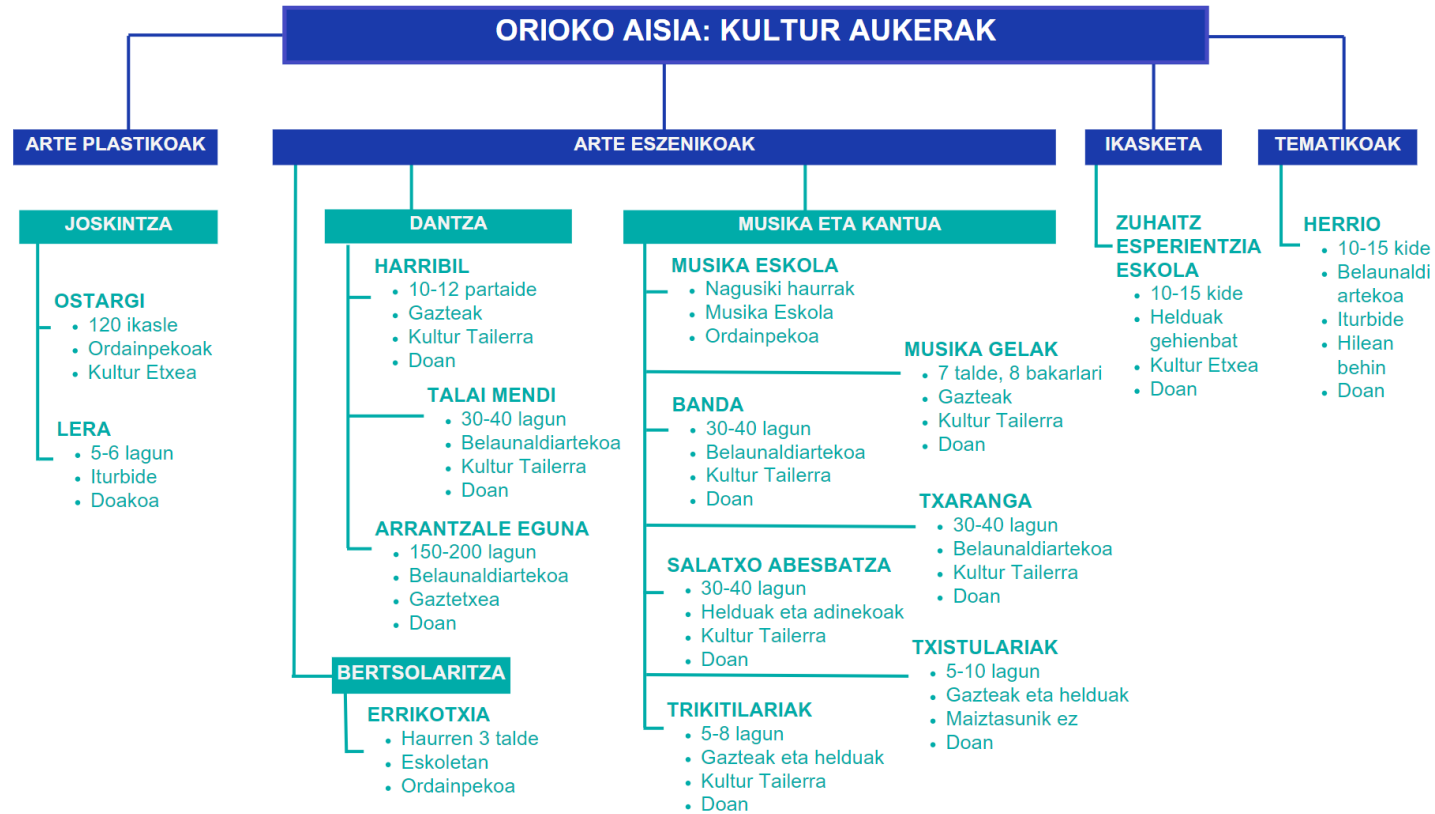 ORIOKO AISIA: KULTUR AUKERAK
ARTE PLASTIKOAK
JOSKINTZA
OSTARGI
• 120 ikasle
• Ordainpekoak
• Kultur Etxea
LERA
• 5-6 lagun
• Iturbide
• Doakoa
ARTE ESZENIKOAK
DANTZA
HARRIBIL
• 10-12 partaide
• Gazteak
• Kultur Tailerra
• Doan
TALAI MENDI
• 30-40 lagun
• Belaunaldiartekoa
• Kultur Tailerra
• Doan
ARRANTZALE EGUNA
• 150-200 lagun
• Belaunaldiartekoa
• Gaztetxea
• Doan
BERTSOLARITZA
ERRIKOTXIA
• Haurren 3 talde
• Eskoletan
• Ordainpekoa
MUSIKA ETA KANTUA
MUSIKA ESKOLA
• Nagusiki haurrak
• Musika Eskola
• Ordainpekoa
MUSIKA GELAK
• 7 talde, 8 bakarlari
• Gazteak
• Kultur Tailerra
• Doan
BANDA
• 30-40 lagun
• Belaunaldiartekoa
• Kultur Tailerra
• Doan
TXARANGA
• 30-40 lagun
• Belaunaldiartekoa
• Kultur Tailerra
• Doan
SALATXO ABESBATZA
• 30-40 lagun
• Helduak eta adinekoak
• Kultur Tailerra
• Doan
TXISTULARIAK
• 5-10 lagun
• Gazteak eta helduak
• Maiztasunik ez
• Doan
TRIKITILARIAK
• 5-8 lagun
• Gazteak eta helduak
• Kultur Tailerra
• Doan
IKASKETA
ZUHAITZ
ESPERIENTZIA
ESKOLA
• 10-15 kide
• Helduak
gehienbat
• Kultur Etxea
• Doan
TEMATIKOAK
HERRIO
• 10-15 kide
• Belaunaldi
artekoa
• Iturbide
• Hilean
behin
• Doan